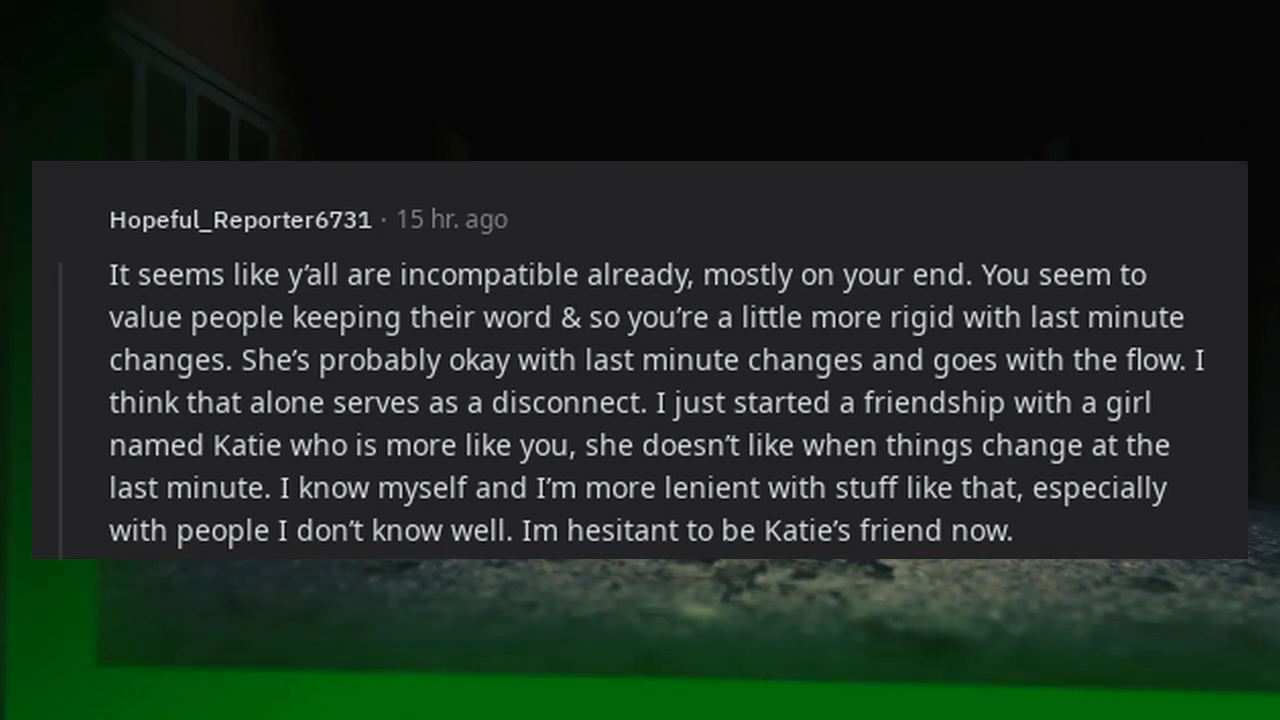 Hopeful_Reporter6731 · 15 hr. ago
It seems like y’all are incompatible already, mostly on your end. You seem to
value people keeping their word & so you’re a little more rigid with last minute
changes. She’s probably okay with last minute changes and goes with the flow. I
think that alone serves as a disconnect. I just started a friendship with a girl
named Katie who is more like you, she doesn’t like when things change at the
last minute. I know myself and I’m more lenient with stuff like that, especially
with people I don’t know well. Im hesitant to be Katie’s friend now.